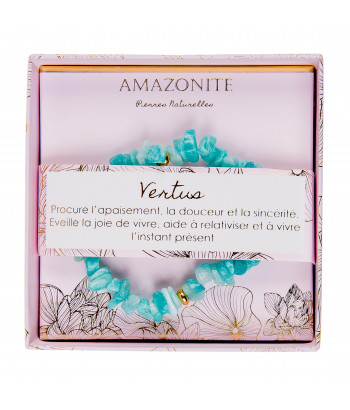 AMAZONITE
Pierres Naturelles
Vertus
Procure l'apaisement, la douceur et la sincérité.
Eveille la joie de vivre, aide à relativiser et à vivre
l'instant présent